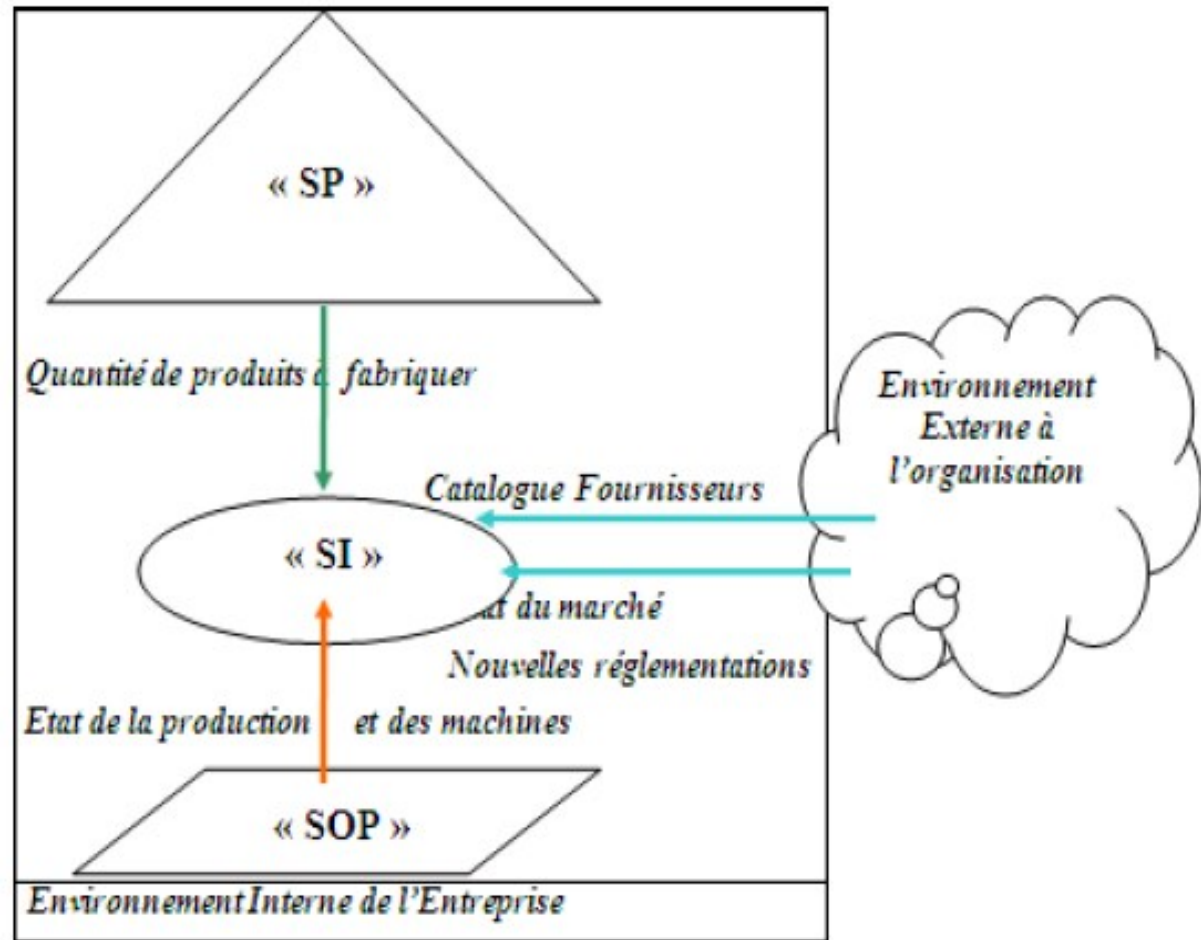 « SP »
Quantité de produits à fabriquer
Environnement
Externe à
l'organisation
Catalogue Fournisseurs
« SI »
du marché
Nouvelles réglementations
Etat de la production et des machines
« SOP »
Environnement Interne de l'Entreprise